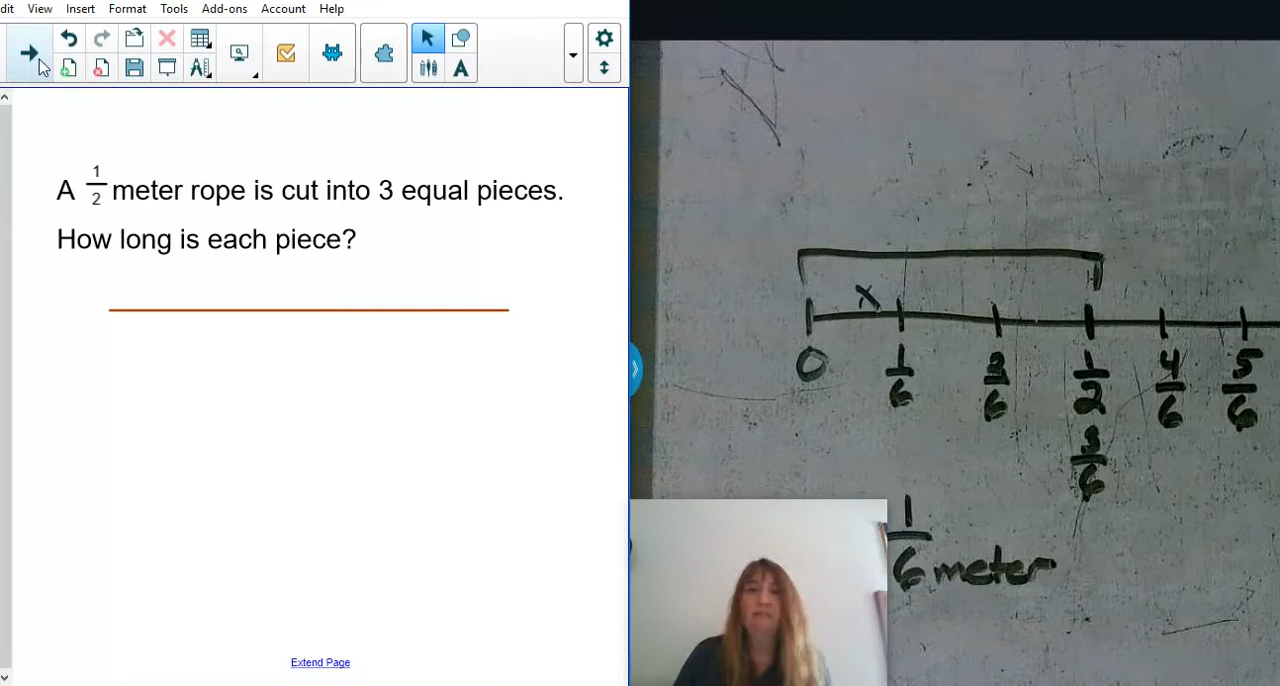 dit View Insert Format Tools Add-ons Account Help
A 1/2 meter rope is cut into 3 equal pieces.
How long is each piece?
Extend Page
x
0 1/6 2/6 1/2 4/6 5/6
3/6
1/6 meter